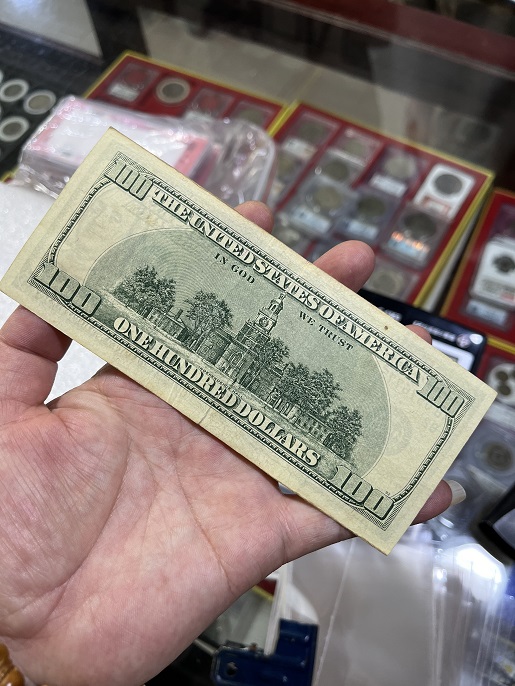 100
THE UNITED STATES OF AMERICA
100
IN GOD WE TRUST
100
ONE HUNDRED DOLLARS
100